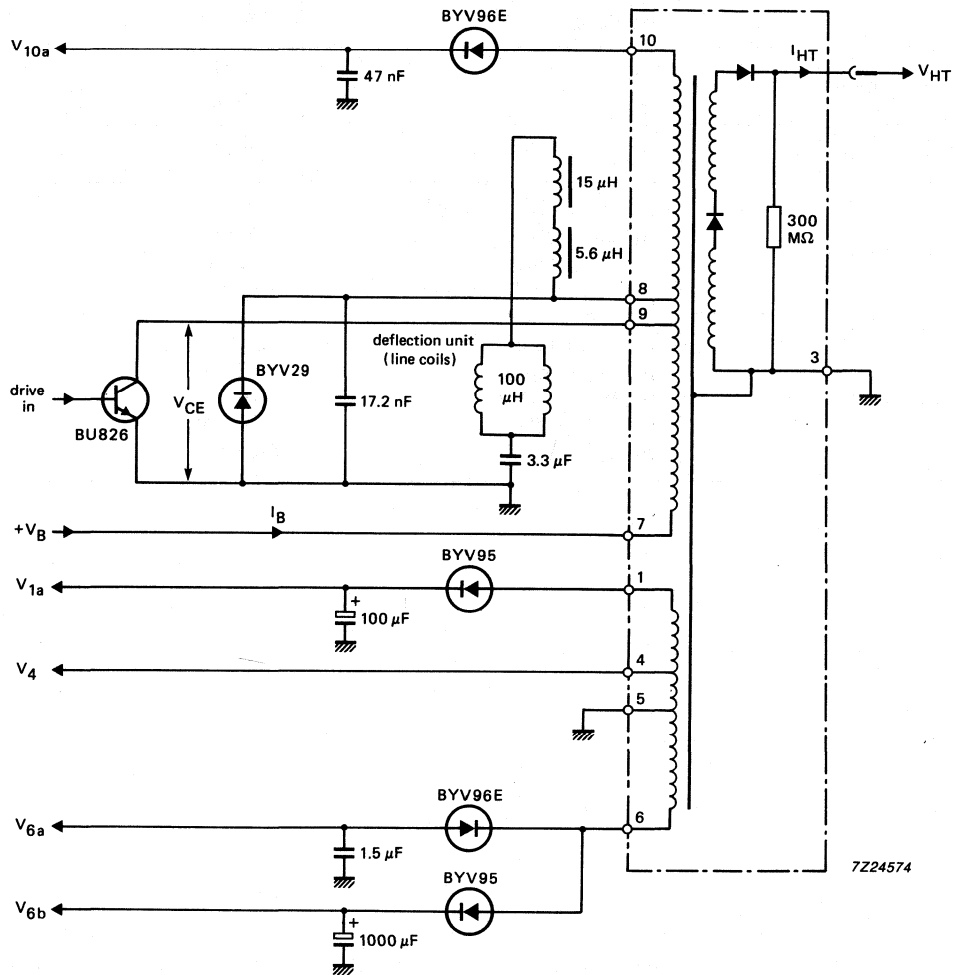 BYV96E
V10a
10
47 nF
IHT
VHT
15 µH
5.6 µH
300
MΩ
8
9
deflection unit
(line coils)
BYV29
100
µH
3
drive
in
VCE
17.2 nF
BU826
3.3 µF
IB
+VB
7
BYV95
V1a
1
+
100 µF
V4
4
5
BYV96E
V6a
6
1.5 µF
7Z24574
BYV95
V6b
+
1000 µF